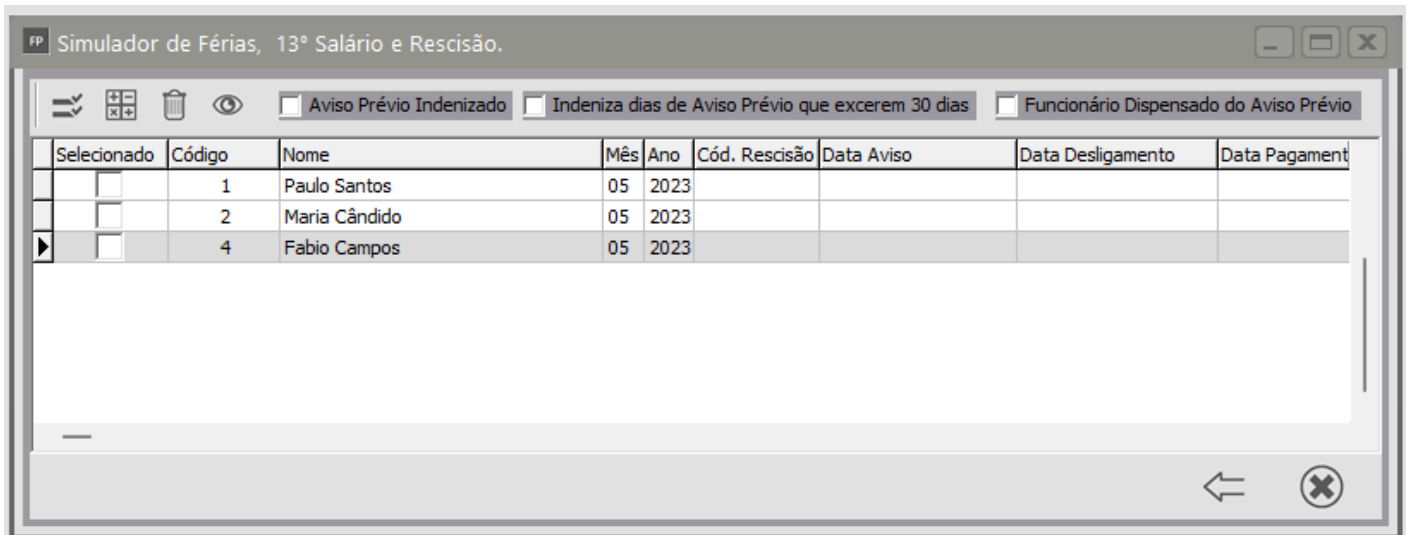 FP Simulador de Férias, 13º Salário e Rescisão.
Aviso Prévio Indenizado Indeniza dias de Aviso Prévio que excerem 30 dias Funcionário Dispensado do Aviso Prévio
Selecionado Código Nome Mês Ano Cód. Rescisão Data Aviso Data Desligamento Data Pagament
1 Paulo Santos 05 2023
2 Maria Cândido 05 2023
4 Fabio Campos 05 2023